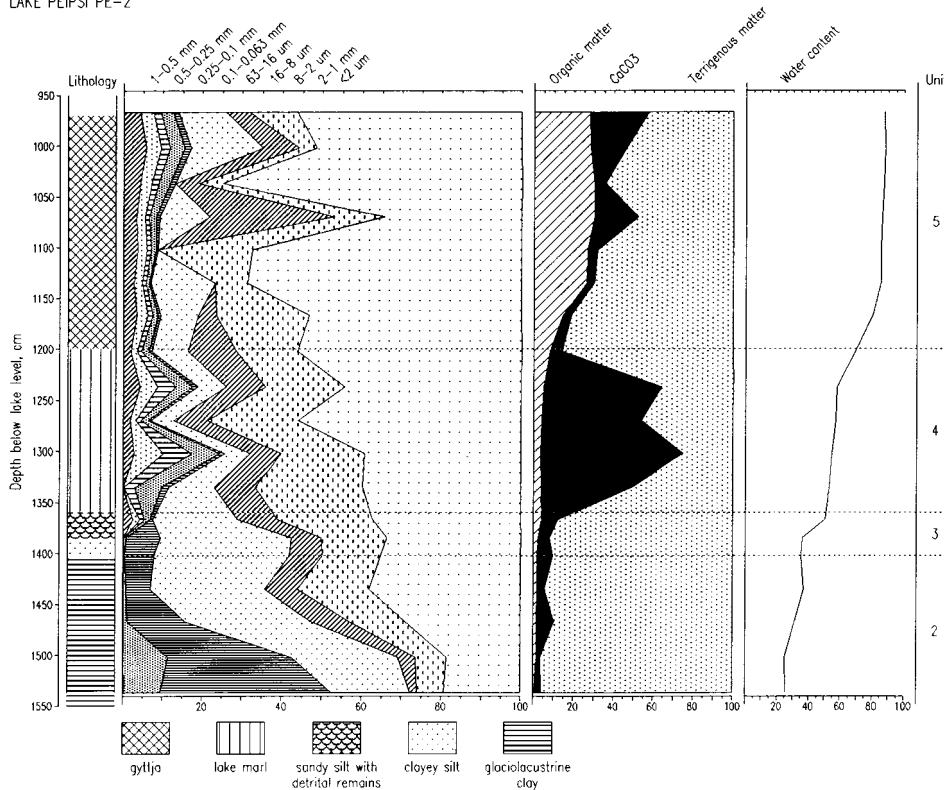 LAKE PEIPSI PE-2
Lithology
1-0.5 mm
0.5-0.25 mm
0.25-0.1 mm
0.1-0.063 mm
63-16 um
16-8 um
8-2 um
2-1 mm
<2 um
Organic matter
CaCO3
Terrigenous matter
Water content
Uni
Depth below lake level, cm
950
1000
1050
1100
1150
1200
1250
1300
1350
1400
1450
1500
1550
5
4
3
2
20 40 60 80 100
0 20 40 60 80 100
0 20 40 60 80 100
gyttja
lake marl
sandy silt with
detrital remains
clayey silt
glaciolacustrine
clay